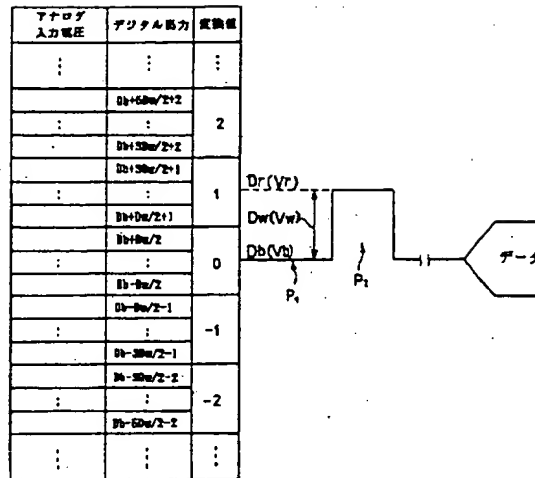 アナログ
入力電圧
デジタル出力
変換値
Db+5Dw/2+2
2
Db+3Dw/2+2
Db+3Dw/2+1
1
Db+Dw/2+1
Db+Dw/2
0
Db-Dw/2
Db-Dw/2-1
-1
Db-3Dw/2-1
Db-3Dw/2-2
-2
Db-5Dw/2-2
Dr(Vr)
Dw(Vw)
Db(Vb)
P₁
P₂
データ